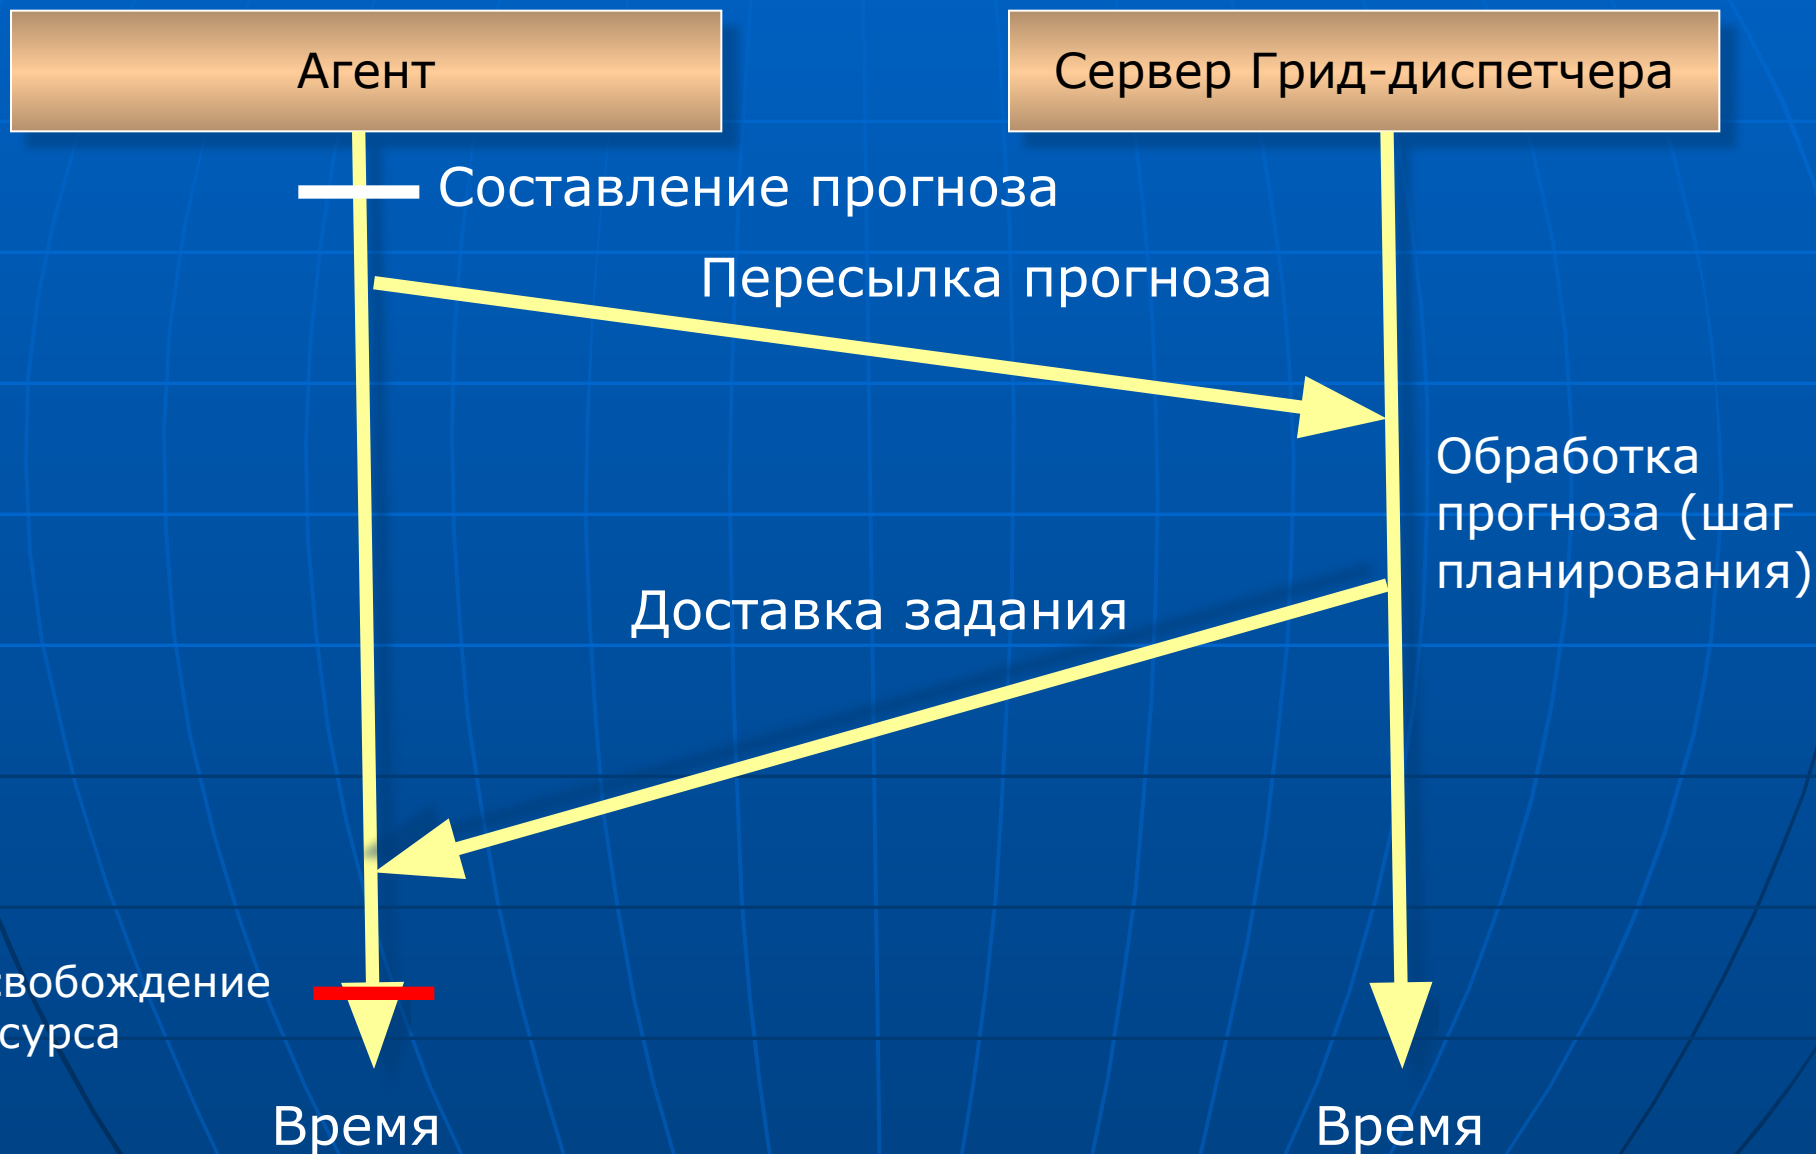 Агент
Сервер Грид-диспетчера
Составление прогноза
Пересылка прогноза
Обработка
прогноза (шаг
планирования)
Доставка задания
свобождение
сурса
Время
Время